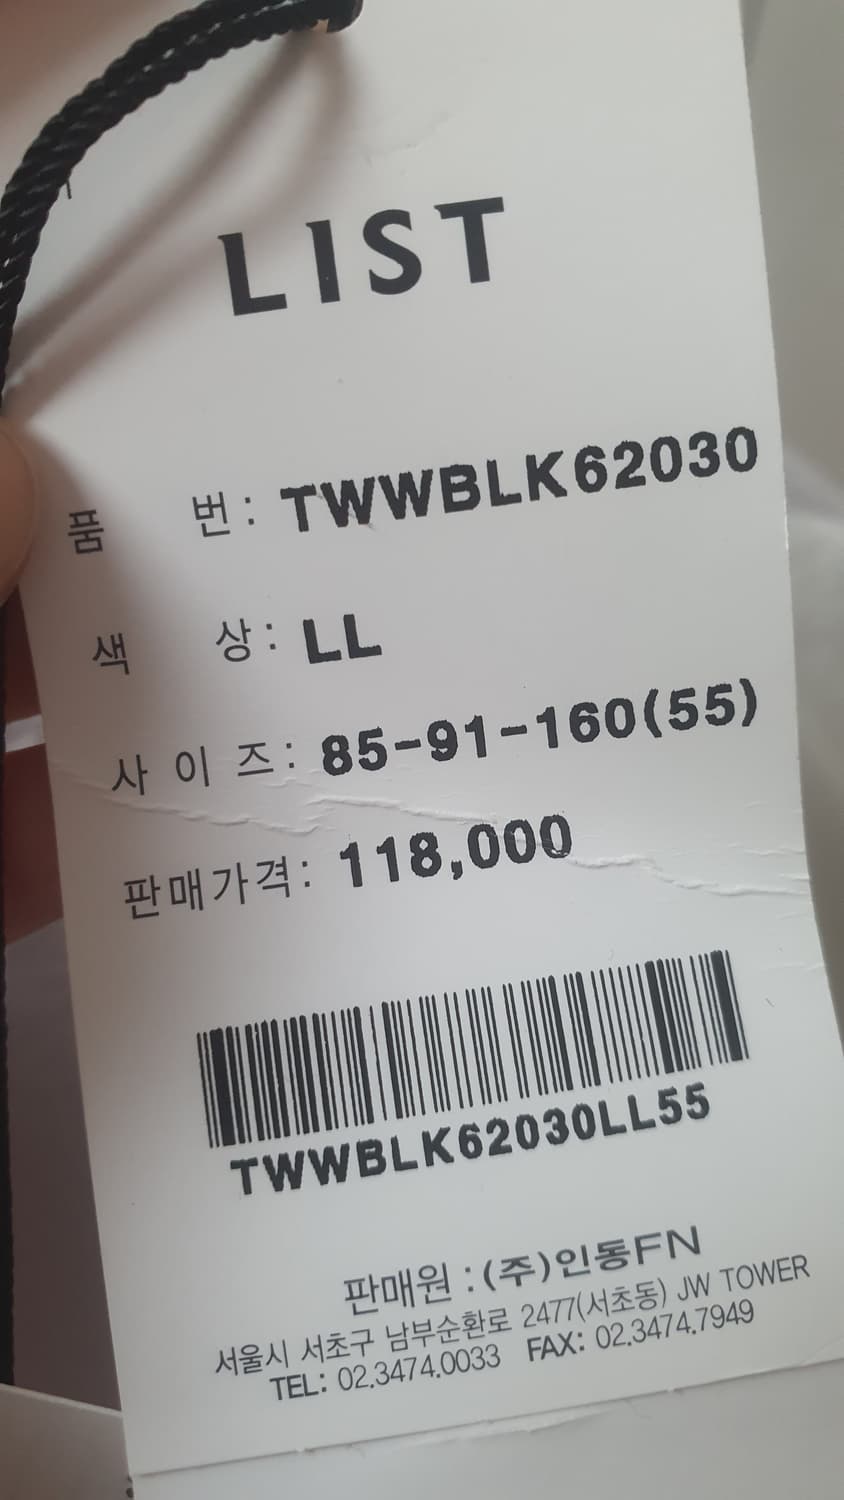 LIST
품 번: TWWBLK62030
색 상: LL
사 이 즈: 85-91-160(55)
판매가격: 118,000
TWWBLK62030LL55
판매원 : (주)인동FN
서울시 서초구 남부순환로 2477(서초동) JW TOWER
TEL: 02.3474.0033 FAX: 02.3474.7949